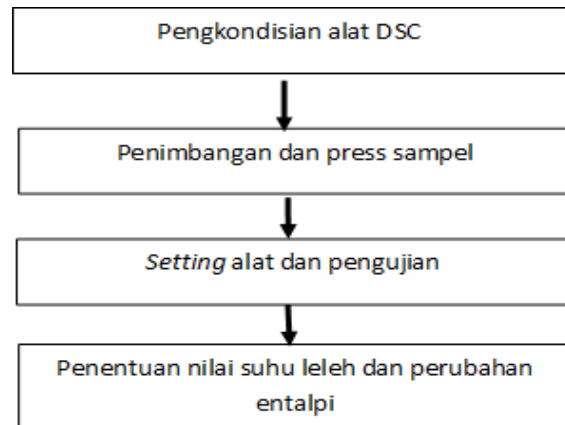 Pengkondisian alat DSC
Penimbangan dan press sampel
Setting alat dan pengujian
Penentuan nilai suhu leleh dan perubahan
entalpi